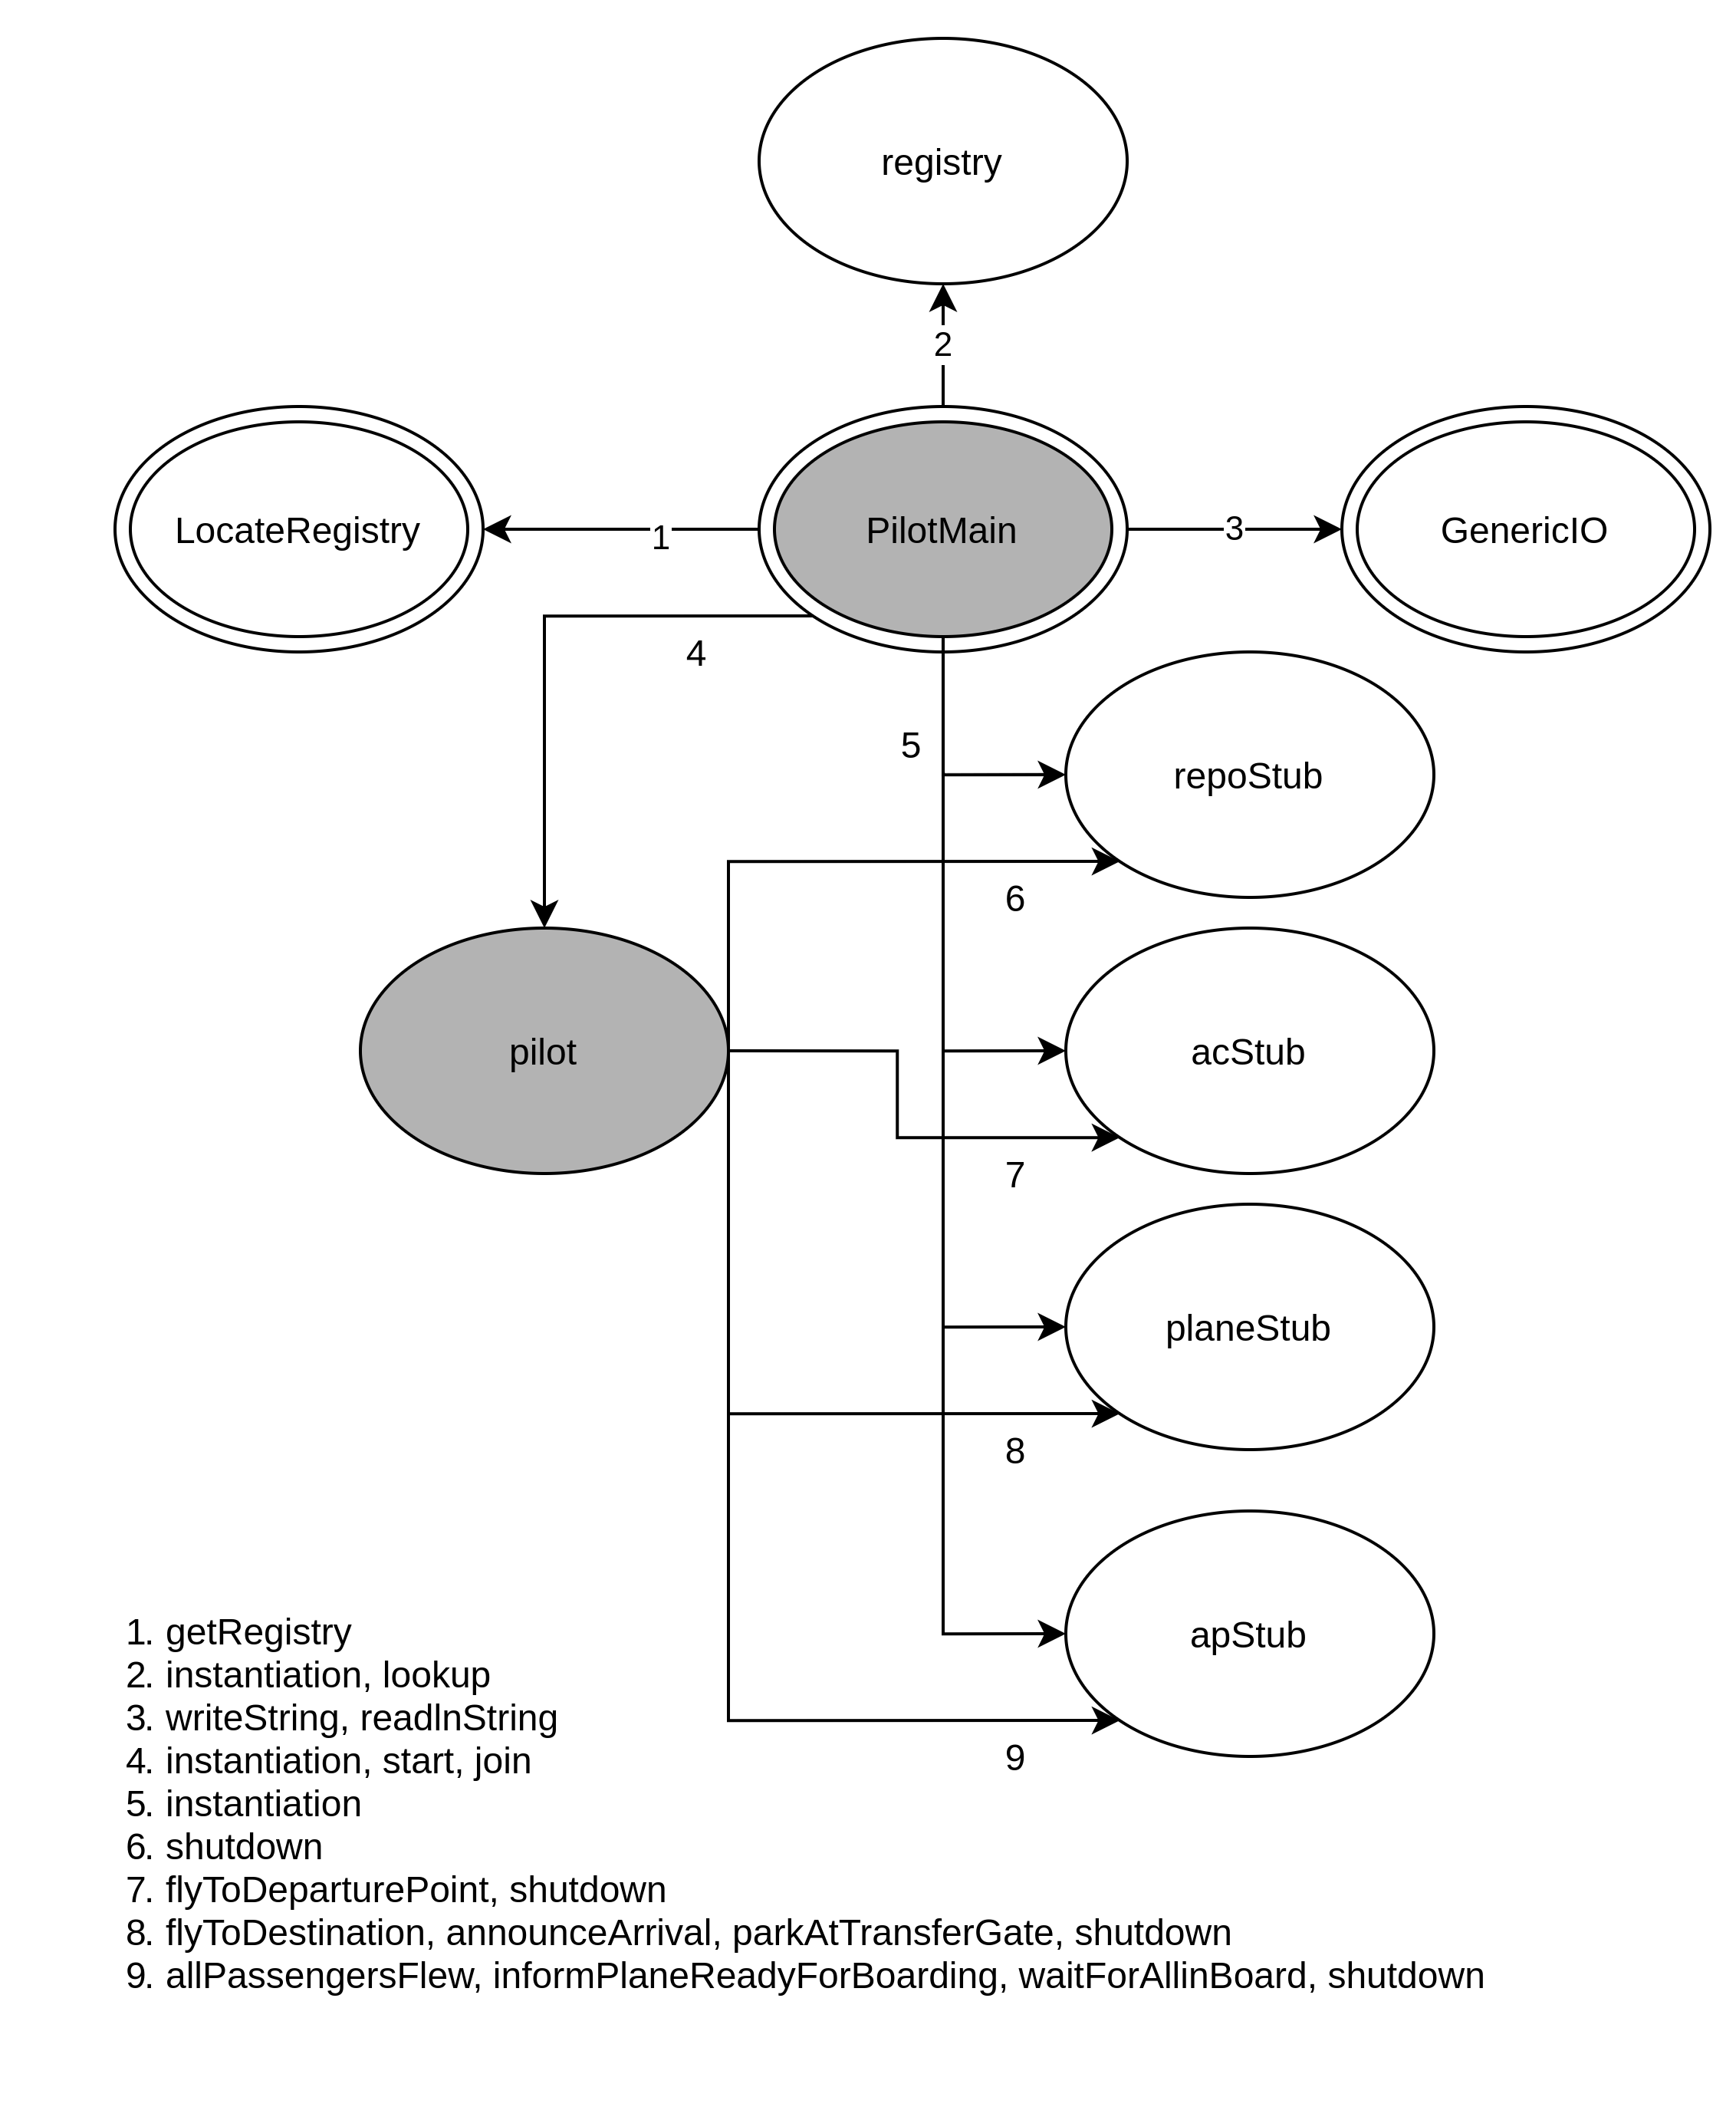 registry
2
LocateRegistry
1
PilotMain
3
GenericIO
4
5
repoStub
6
pilot
acStub
7
planeStub
8
apStub
9
1. getRegistry
2. instantiation, lookup
3. writeString, readlnString
4. instantiation, start, join
5. instantiation
6. shutdown
7. flyToDeparturePoint, shutdown
8. flyToDestination, announceArrival, parkAtTransferGate, shutdown
9. allPassengersFlew, informPlaneReadyForBoarding, waitForAllinBoard, shutdown